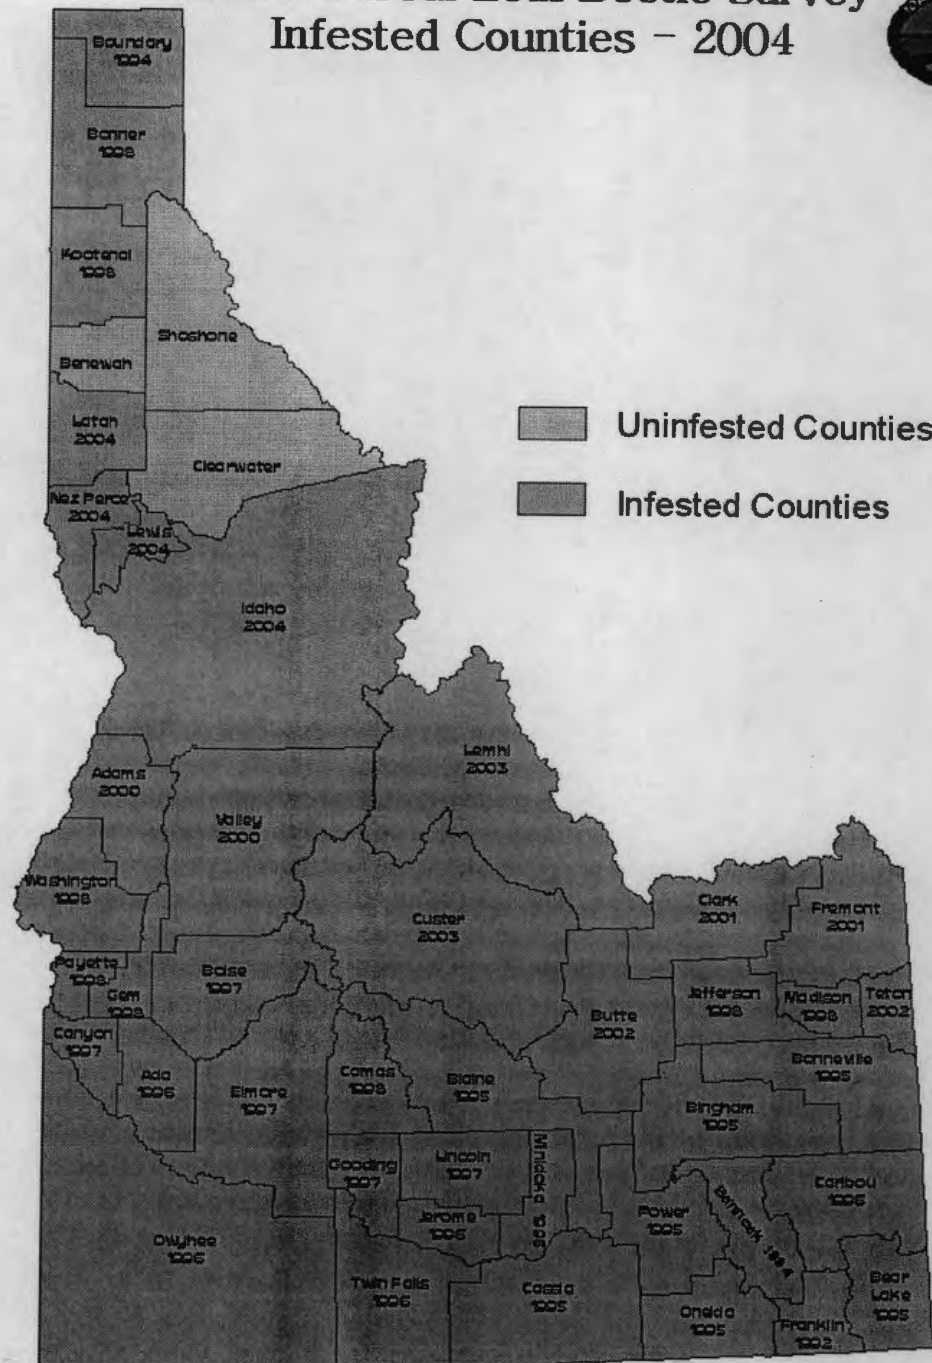 Infested Counties - 2004
Boundary
1994
Bonner
1998
Kootenai
1998
Shoshone
Benewah
Latah
2004
Clearwater
Uninfested Counties
Infested Counties
Nez Perce
2004
Lewis
2004
Idaho
2004
Lemhi
2003
Adams
2000
Valley
2000
Washington
1998
Custer
2003
Clark
2001
Fremont
2001
Payette
1998
Gem
1998
Boise
1997
Butte
2002
Jefferson
1998
Madison
1998
Teton
2002
Canyon
1997
Ada
1996
Elmore
1997
Camas
1998
Blaine
1995
Bonneville
1995
Bingham
1995
Gooding
1997
Lincoln
1997
Minidoka 1995
Jerome
1996
Power
1995
Bannock 1994
Caribou
1996
Owyhee
1996
Twin Falls
1996
Cassia
1995
Oneida
1995
Franklin
1992
Bear
Lake
1995